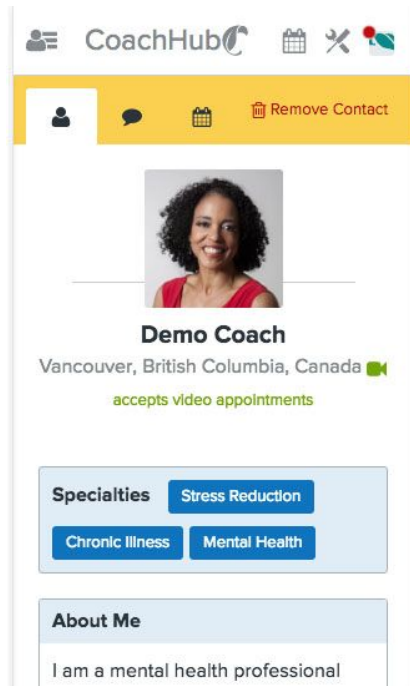 CoachHub
Remove Contact
Demo Coach
Vancouver, British Columbia, Canada
accepts video appointments
Specialties Stress Reduction
Chronic Illness Mental Health
About Me
I am a mental health professional